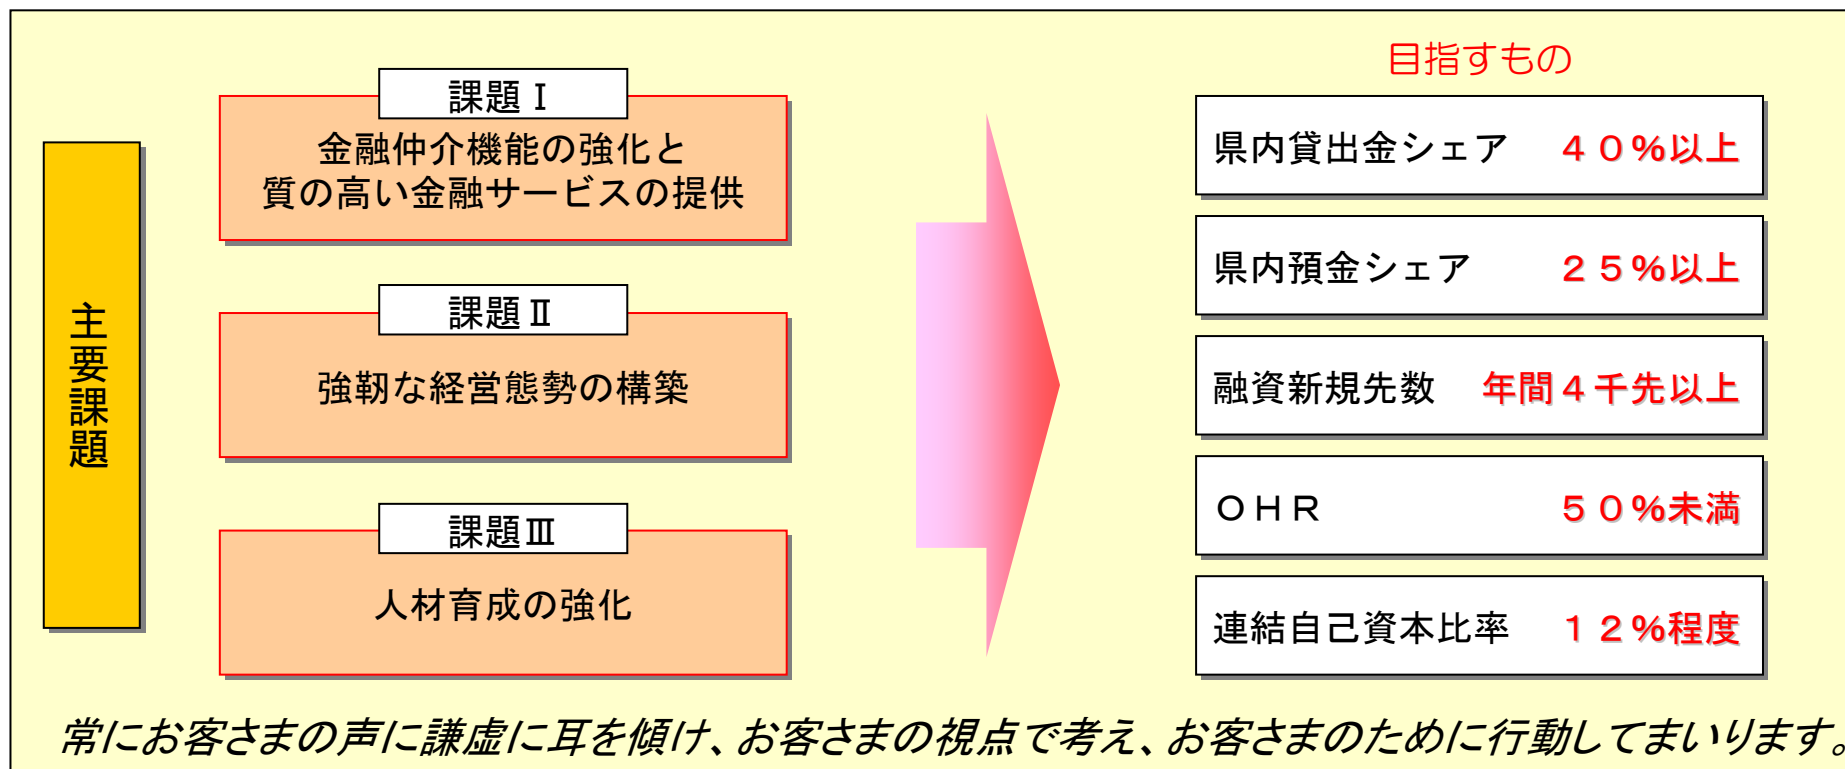 主要課題
課題Ⅰ
金融仲介機能の強化と
質の高い金融サービスの提供
課題Ⅱ
強靭な経営態勢の構築
課題Ⅲ
人材育成の強化
目指すもの
県内貸出金シェア ４０%以上
県内預金シェア ２５%以上
融資新規先数 年間４千先以上
ＯＨＲ ５０%未満
連結自己資本比率 １２%程度
常にお客さまの声に謙虚に耳を傾け、お客さまの視点で考え、お客さまのために行動してまいります。